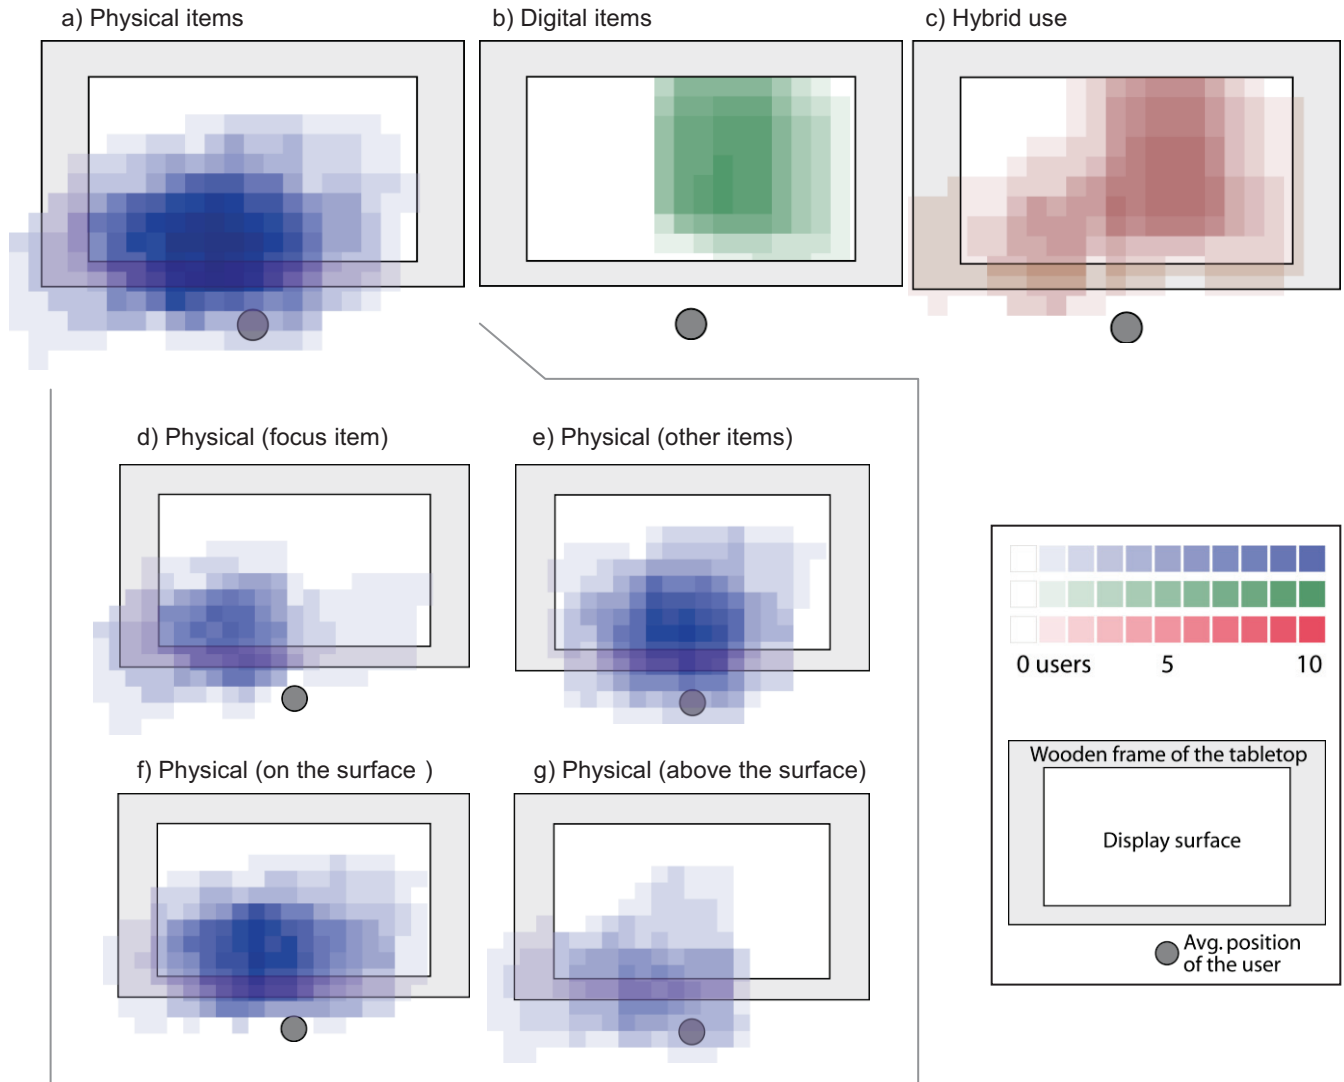 a) Physical items
b) Digital items
c) Hybrid use
d) Physical (focus item)
e) Physical (other items)
f) Physical (on the surface )
g) Physical (above the surface)
0 users 5 10
Wooden frame of the tabletop
Display surface
Avg. position
of the user